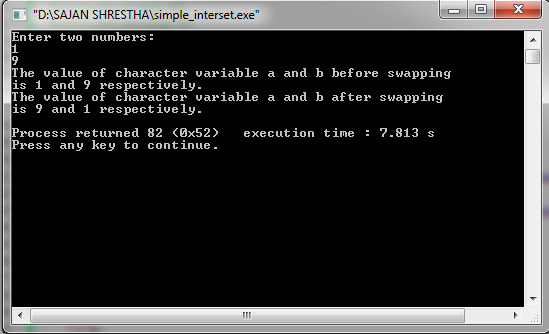 "D:\SAJAN SHRESTHA\simple_interset.exe"
Enter two numbers:
1
9
The value of character variable a and b before swapping
is 1 and 9 respectively.
The value of character variable a and b after swapping
is 9 and 1 respectively.
Process returned 82 (0x52)   execution time : 7.813 s
Press any key to continue.